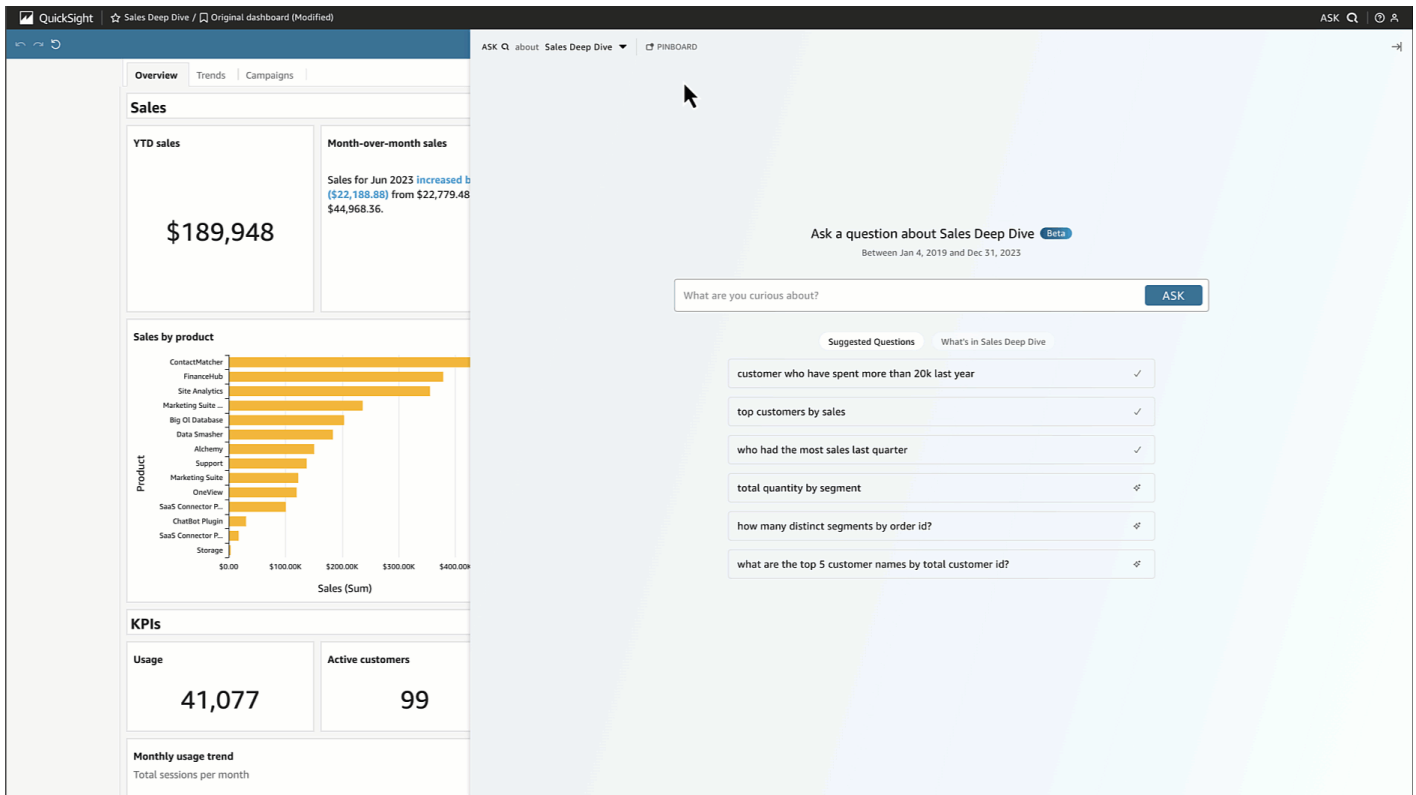 QuickSight
Sales Deep Dive / Original dashboard (Modified)
ASK
ASK about Sales Deep Dive
PINBOARD
Overview
Trends
Campaigns
Sales
YTD sales
$189,948
Month-over-month sales
Sales for Jun 2023 increased b
($22,188.88) from $22,779.48
$44,968.36.
Sales by product
ContactMatcher
FinanceHub
Site Analytics
Marketing Suite ...
Big Ol Database
Data Smasher
Alchemy
Support
Marketing Suite
OneView
SaaS Connector P...
ChatBot Plugin
SaaS Connector P...
Storage
Product
$0.00
$100.00K
$200.00K
$300.00K
$400.00K
Sales (Sum)
KPIs
Usage
41,077
Active customers
99
Monthly usage trend
Total sessions per month
Ask a question about Sales Deep Dive Beta
Between Jan 4, 2019 and Dec 31, 2023
What are you curious about?
ASK
Suggested Questions
What's in Sales Deep Dive
customer who have spent more than 20k last year
top customers by sales
who had the most sales last quarter
total quantity by segment
how many distinct segments by order id?
what are the top 5 customer names by total customer id?